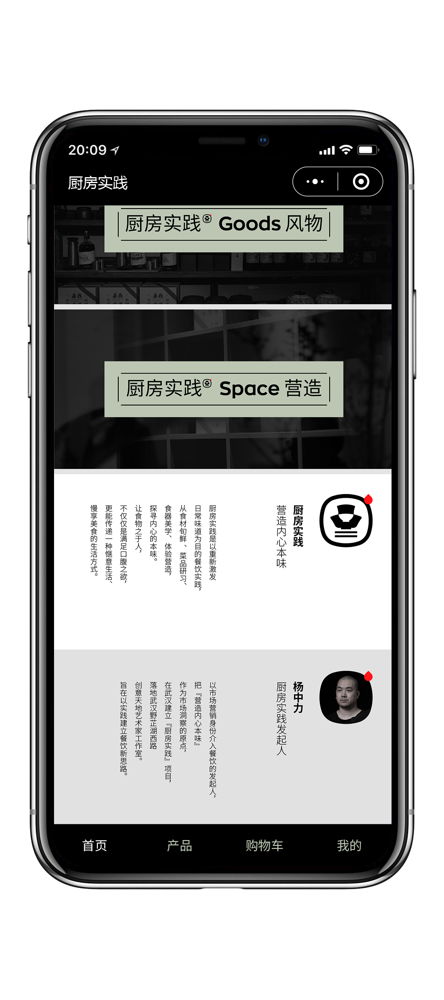 20:09
厨房实践
厨房实践 Goods 风物
TEARS
尋找
尋找
尋找
厨房实践 Space 营造
厨房实践
营造内心本味
厨房实践是以重新激发
日常味道为目的餐饮实践，
从食材旬鲜、菜品研习、
食器美学、体验营造，
探寻内心的本味。
让食物之于人，
不仅仅是满足口腹之欲，
更能传递一种惬意生活、
慢享美食的生活方式。
杨中力
厨房实践发起人
以市场营销身份介入餐饮的发起人，
把『营造内心本味』
作为市场洞察的原点，
在武汉建立『厨房实践』项目，
落地武汉野芷湖西路
创意天地艺术家工作室。
旨在以实践建立餐饮新思路。
首页
产品
购物车
我的